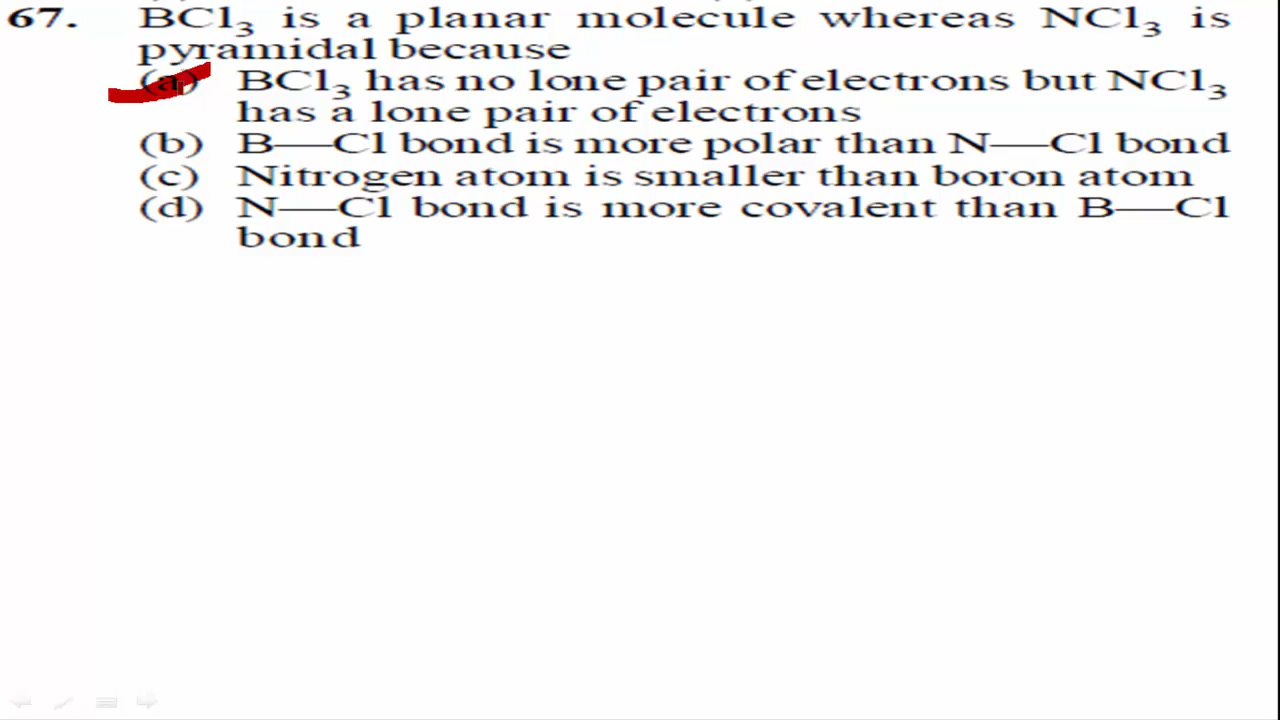 67. BCl₃ is a planar molecule whereas NCl₃ is
pyramidal because
(a) BCl₃ has no lone pair of electrons but NCl₃
has a lone pair of electrons
(b) B—Cl bond is more polar than N—Cl bond
(c) Nitrogen atom is smaller than boron atom
(d) N—Cl bond is more covalent than B—Cl
bond